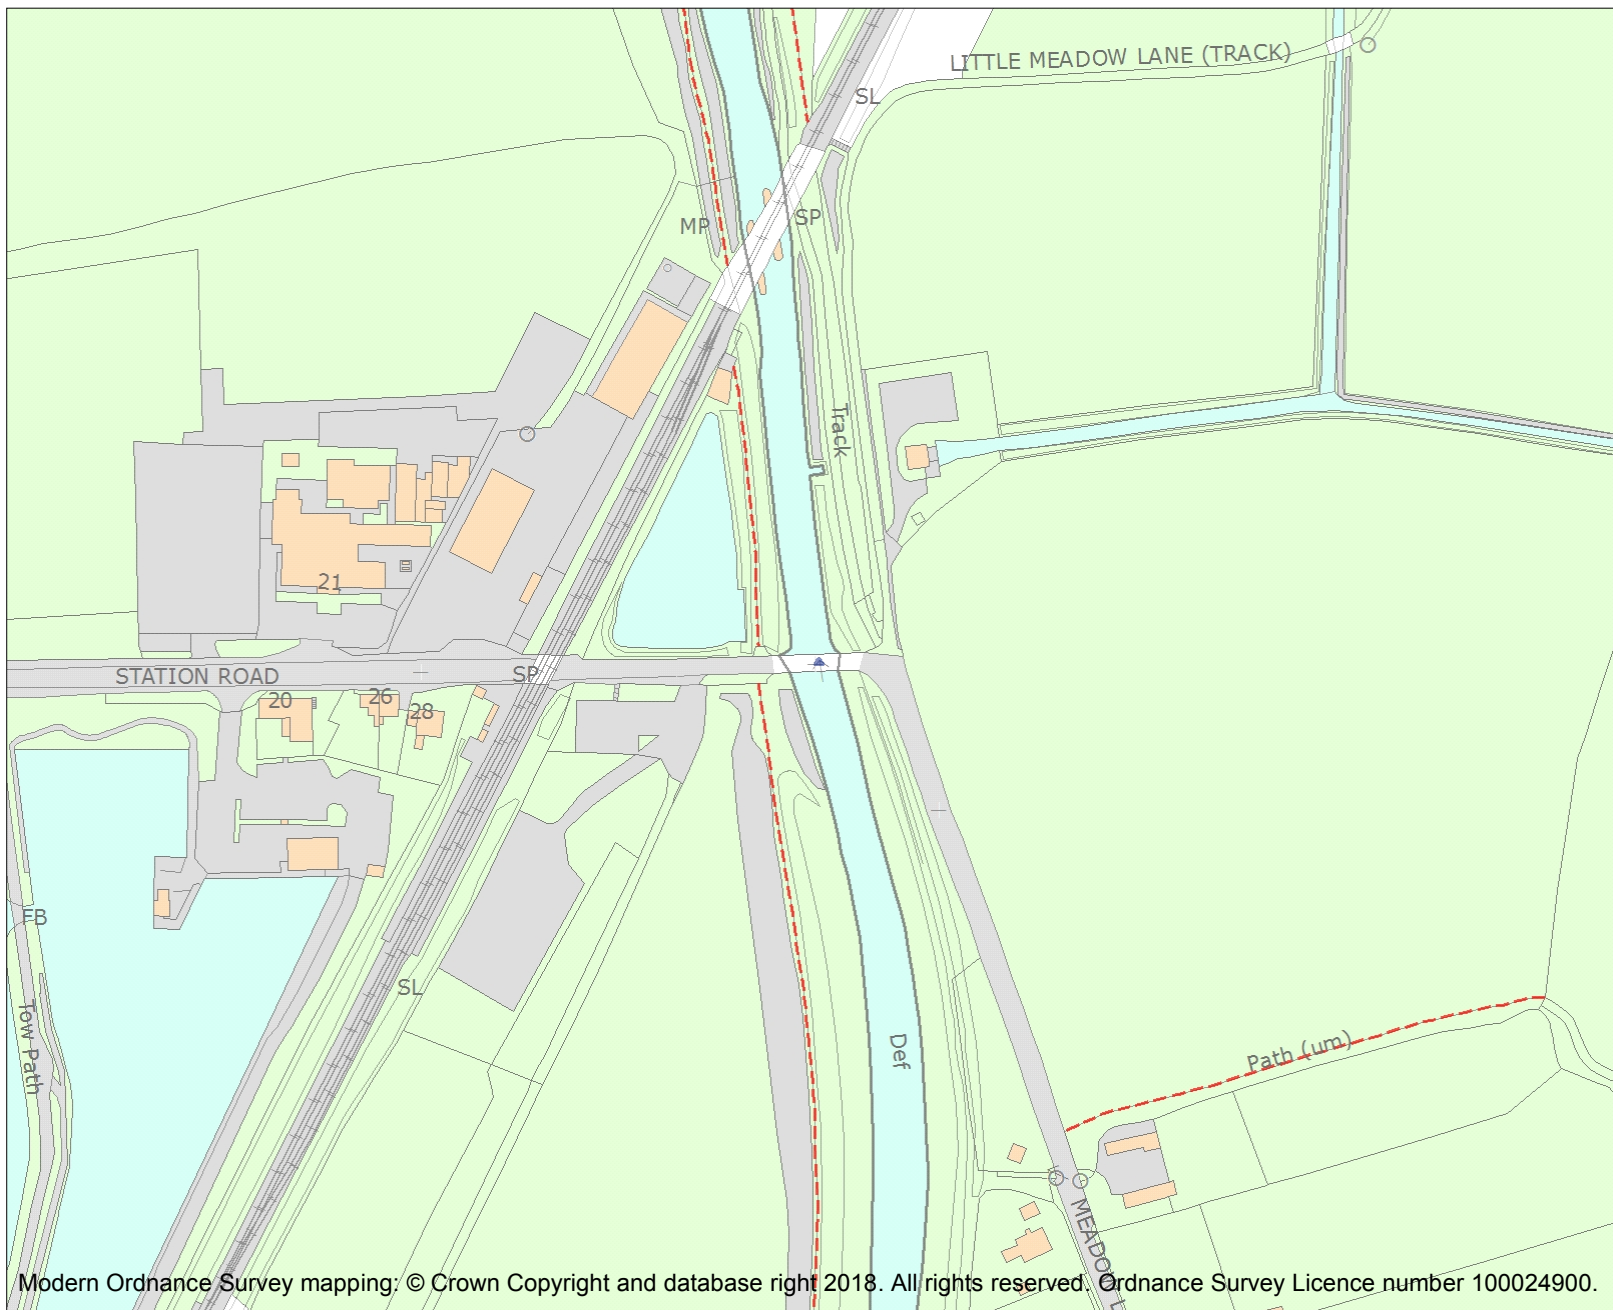 LITTLE MEADOW LANE (TRACK)
SL
SP
MP
Track
21
STATION ROAD
SP
20
26
28
FB
SL
Tow Path
Def
Path (um)
MEADOW L
Modern Ordnance Survey mapping: © Crown Copyright and database right 2018. All rights reserved. Ordnance Survey Licence number 100024900.